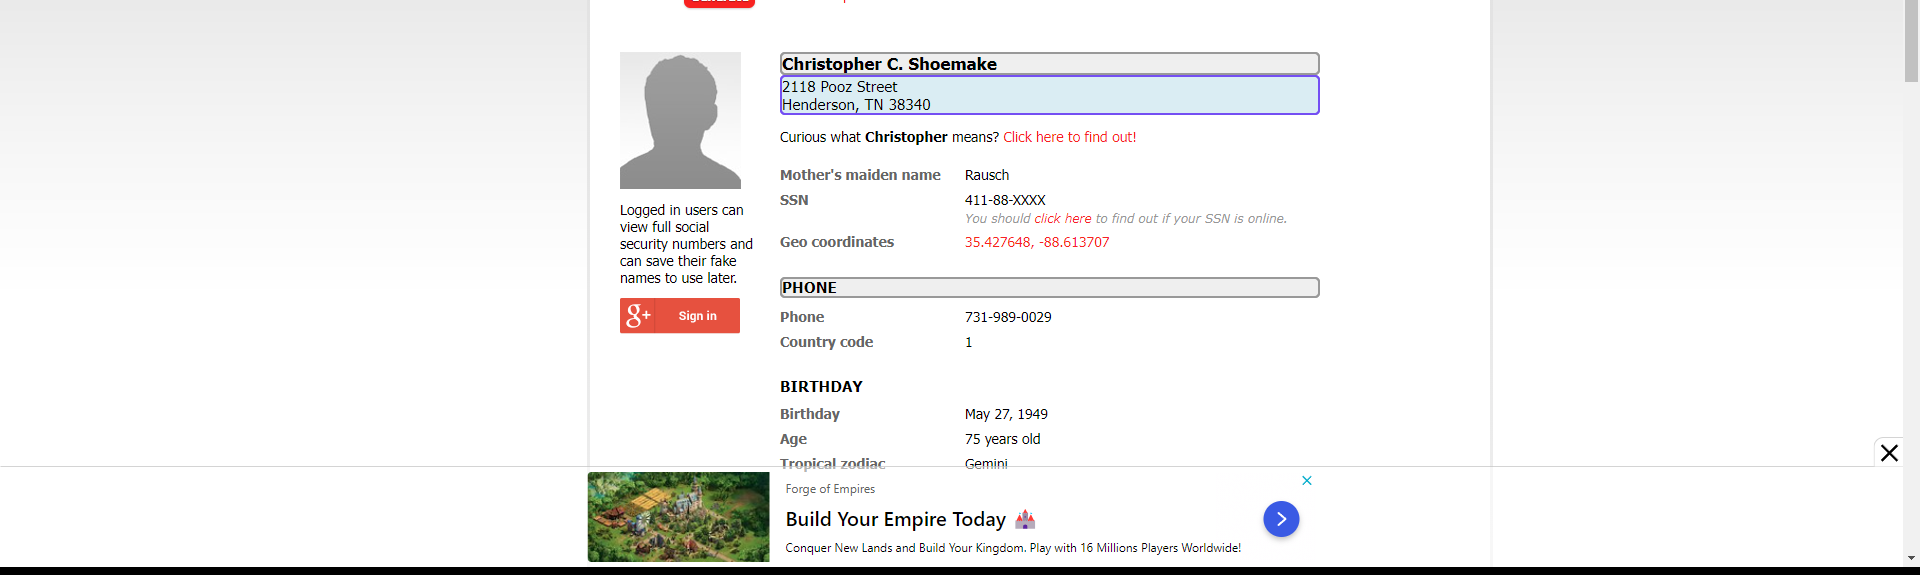 Christopher C. Shoemake
2118 Pooz Street
Henderson, TN 38340
Curious what Christopher means? Click here to find out!
Mother's maiden name Rausch
SSN 411-88-XXXX
You should click here to find out if your SSN is online.
Geo coordinates 35.427648, -88.613707
Logged in users can
view full social
security numbers and
can save their fake
names to use later.
g+ Sign in
PHONE
Phone 731-989-0029
Country code 1
BIRTHDAY
Birthday May 27, 1949
Age 75 years old
Tropical zodiac Gemini
Forge of Empires
Build Your Empire Today
Conquer New Lands and Build Your Kingdom. Play with 16 Millions Players Worldwide!